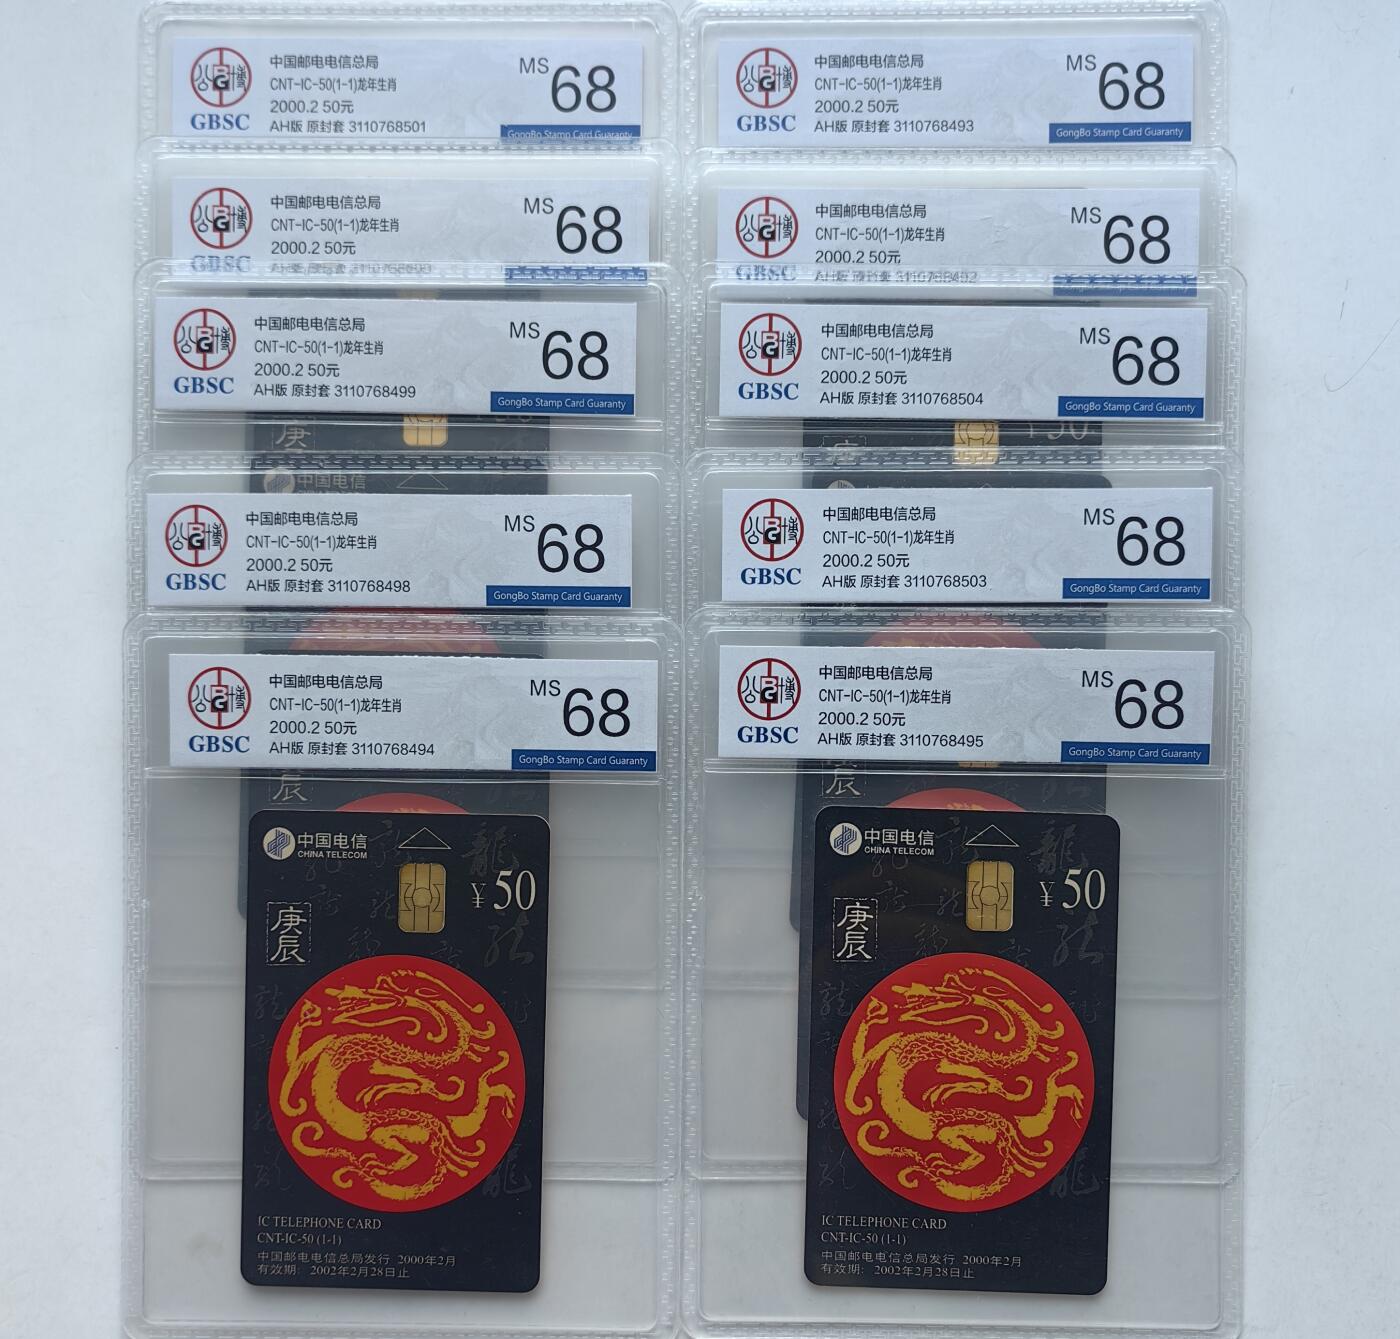 中国邮电电信总局
CNT-IC-50(1-1)龙年生肖
2000.2 50元
AH版 原封套 3110768501
GBSC
MS 68
GongBo Stamp Card Guaranty
中国邮电电信总局
CNT-IC-50(1-1)龙年生肖
2000.2 50元
GBSC
MS 68
中国邮电电信总局
CNT-IC-50(1-1)龙年生肖
2000.2 50元
AH版 原封套 3110768499
GBSC
MS 68
GongBo Stamp Card Guaranty
中国邮电电信总局
CNT-IC-50(1-1)龙年生肖
2000.2 50元
AH版 原封套 3110768498
GBSC
MS 68
GongBo Stamp Card Guaranty
中国邮电电信总局
CNT-IC-50(1-1)龙年生肖
2000.2 50元
AH版 原封套 3110768494
GBSC
MS 68
GongBo Stamp Card Guaranty
中国电信
CHINA TELECOM
¥50
庚辰
IC TELEPHONE CARD
CNT-IC-50 (1-1)
中国邮电电信总局发行 2000年2月
有效期: 2002年2月28日止
中国邮电电信总局
CNT-IC-50(1-1)龙年生肖
2000.2 50元
AH版 原封套 3110768493
GBSC
MS 68
GongBo Stamp Card Guaranty
中国邮电电信总局
CNT-IC-50(1-1)龙年生肖
2000.2 50元
GBSC
MS 68
中国邮电电信总局
CNT-IC-50(1-1)龙年生肖
2000.2 50元
AH版 原封套 3110768504
GBSC
MS 68
GongBo Stamp Card Guaranty
中国邮电电信总局
CNT-IC-50(1-1)龙年生肖
2000.2 50元
AH版 原封套 3110768503
GBSC
MS 68
GongBo Stamp Card Guaranty
中国邮电电信总局
CNT-IC-50(1-1)龙年生肖
2000.2 50元
AH版 原封套 3110768495
GBSC
MS 68
GongBo Stamp Card Guaranty
中国电信
CHINA TELECOM
¥50
庚辰
IC TELEPHONE CARD
CNT-IC-50 (1-1)
中国邮电电信总局发行 2000年2月
有效期: 2002年2月28日止